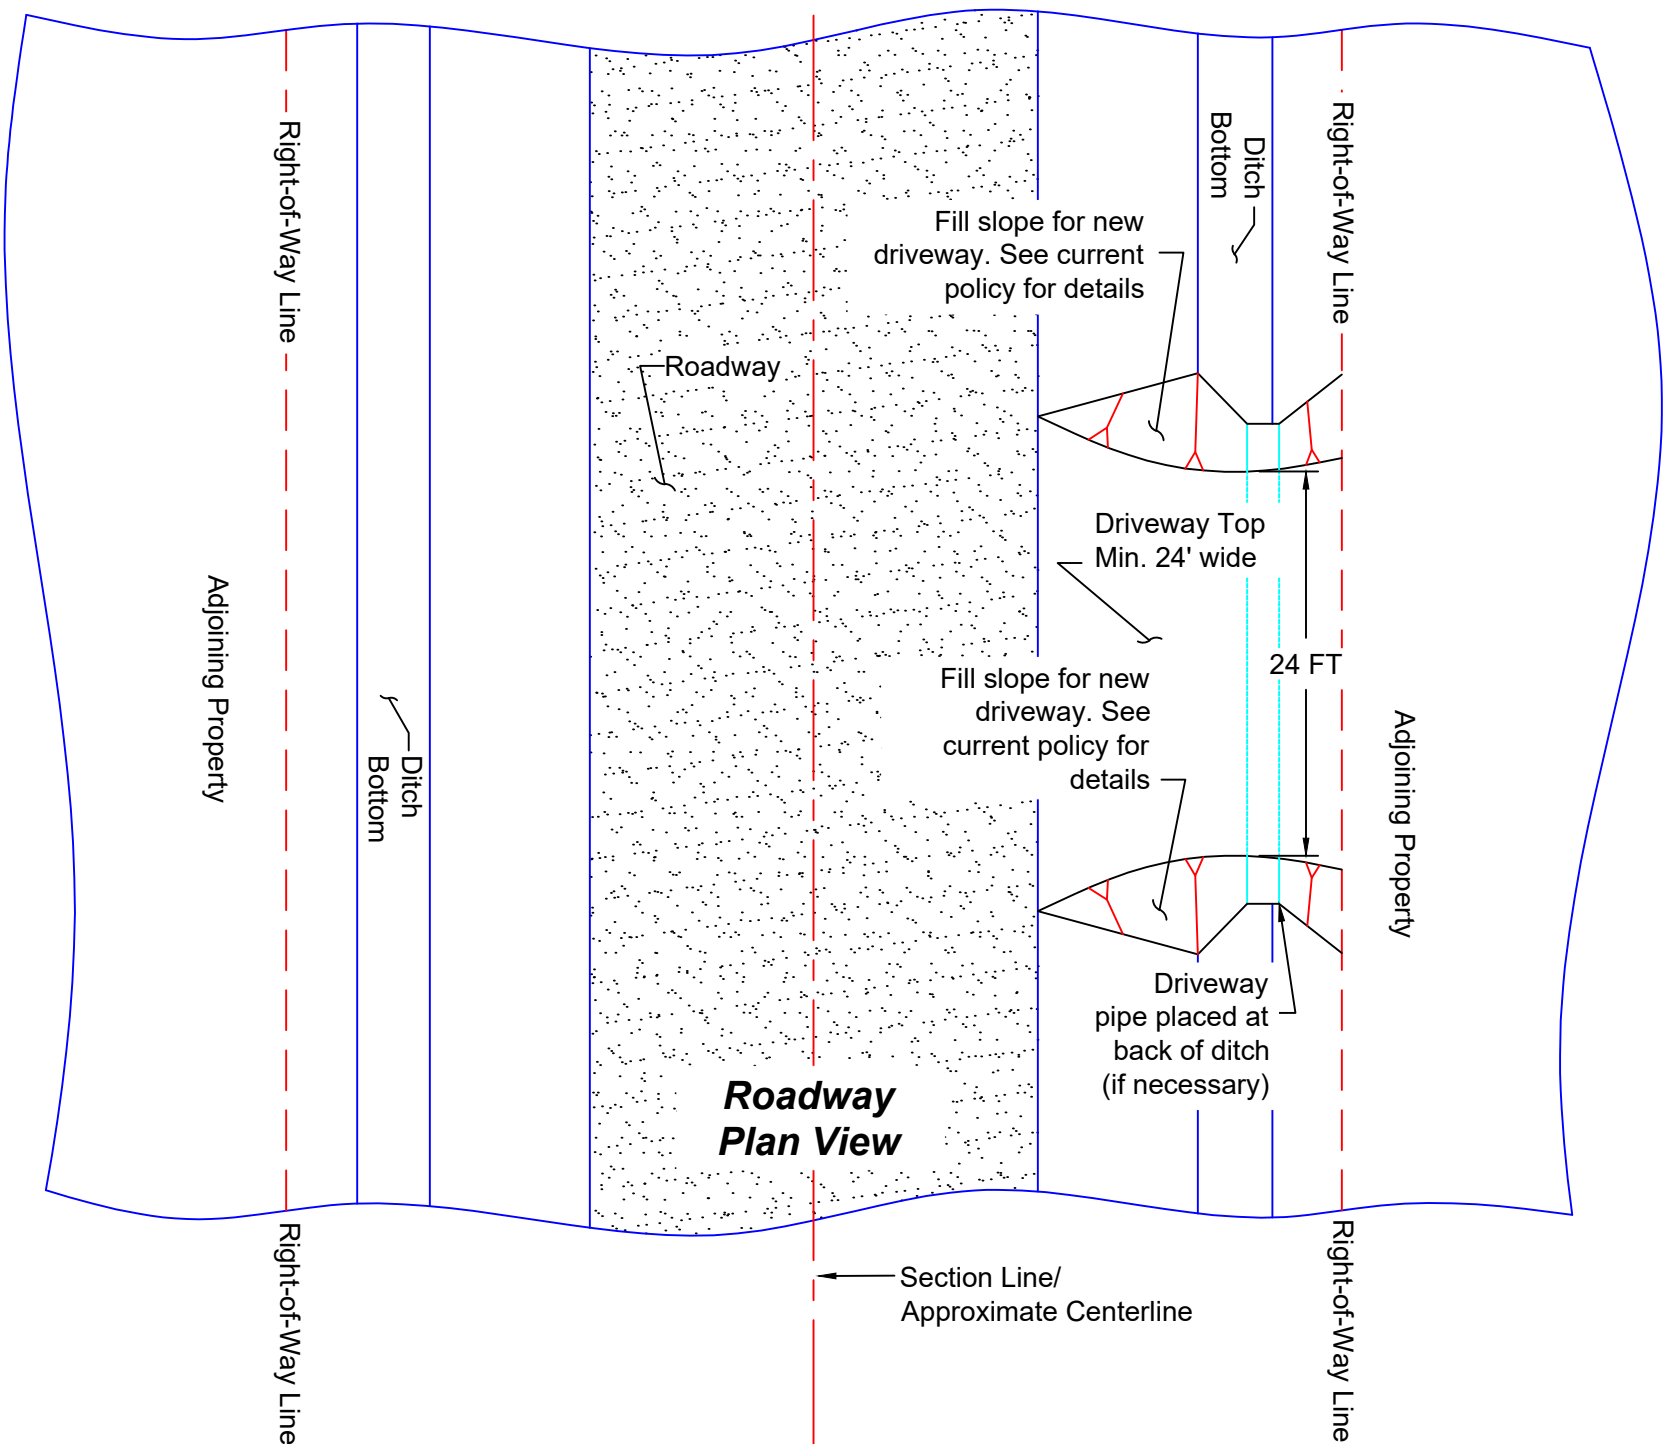 Right-of-Way Line
Ditch
Bottom
Right-of-Way Line
Fill slope for new
driveway. See current
policy for details
Roadway
Driveway Top
Min. 24' wide
Adjoining Property
24 FT
Fill slope for new
driveway. See
current policy for
details
Adjoining Property
Ditch
Bottom
Driveway
pipe placed at
back of ditch
(if necessary)
Roadway
Plan View
Right-of-Way Line
Section Line/
Approximate Centerline
Right-of-Way Line